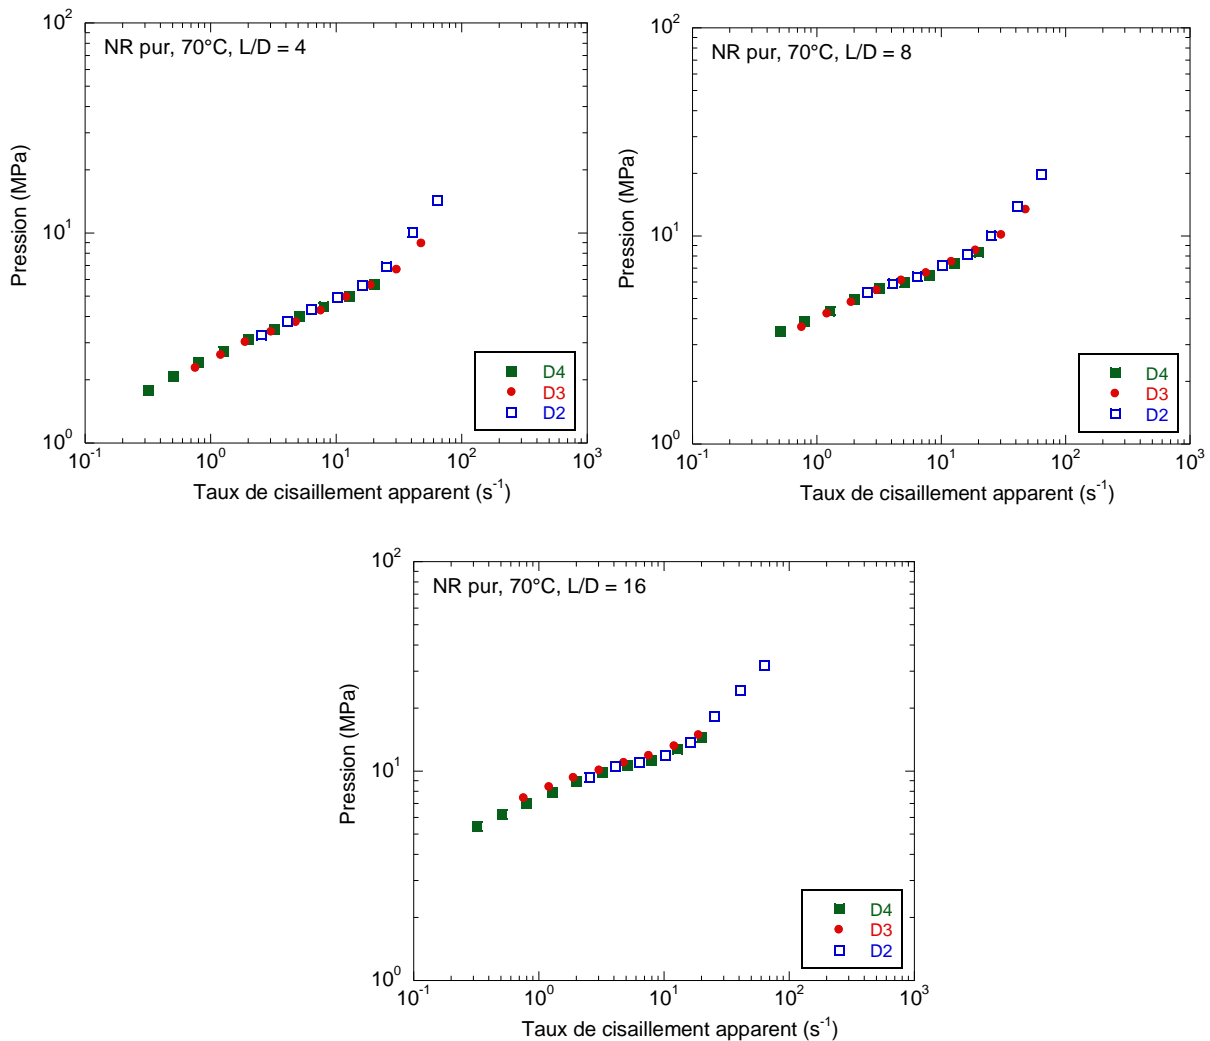 NR pur, 70°C, L/D = 4
Pression (MPa)
10² 
10¹
10⁰
10⁻¹ 10⁰ 10¹ 10² 10³
Taux de cisaillement apparent (s⁻¹)
D4
D3
D2
NR pur, 70°C, L/D = 8
Pression (MPa)
10²
10¹
10⁰
10⁻¹ 10⁰ 10¹ 10² 10³
Taux de cisaillement apparent (s⁻¹)
D4
D3
D2
NR pur, 70°C, L/D = 16
Pression (MPa)
10²
10¹
10⁰
10⁻¹ 10⁰ 10¹ 10² 10³
Taux de cisaillement apparent (s⁻¹)
D4
D3
D2